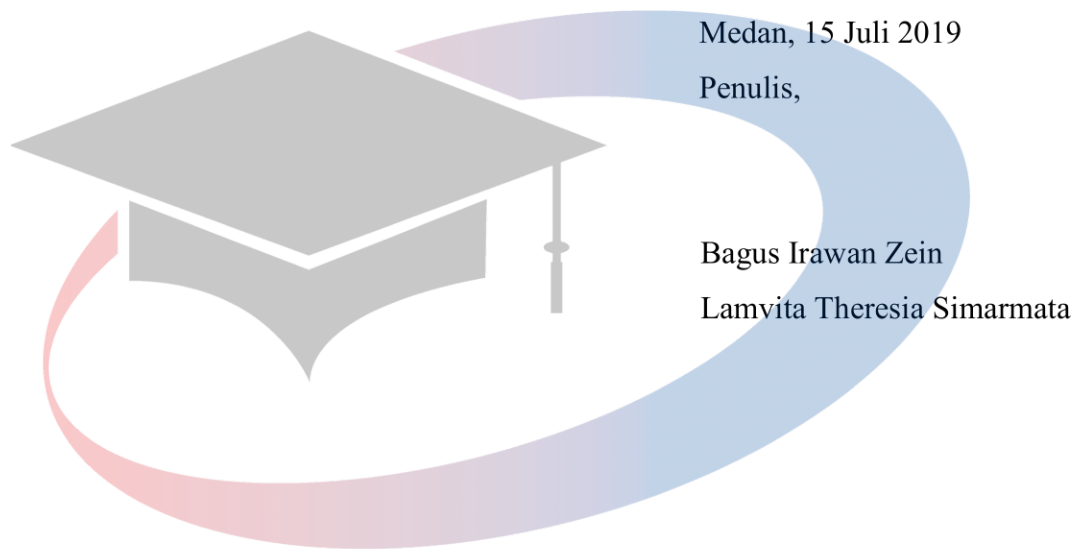 Medan, 15 Juli 2019
Penulis,
Bagus Irawan Zein
Lamvita Theresia Simarmata